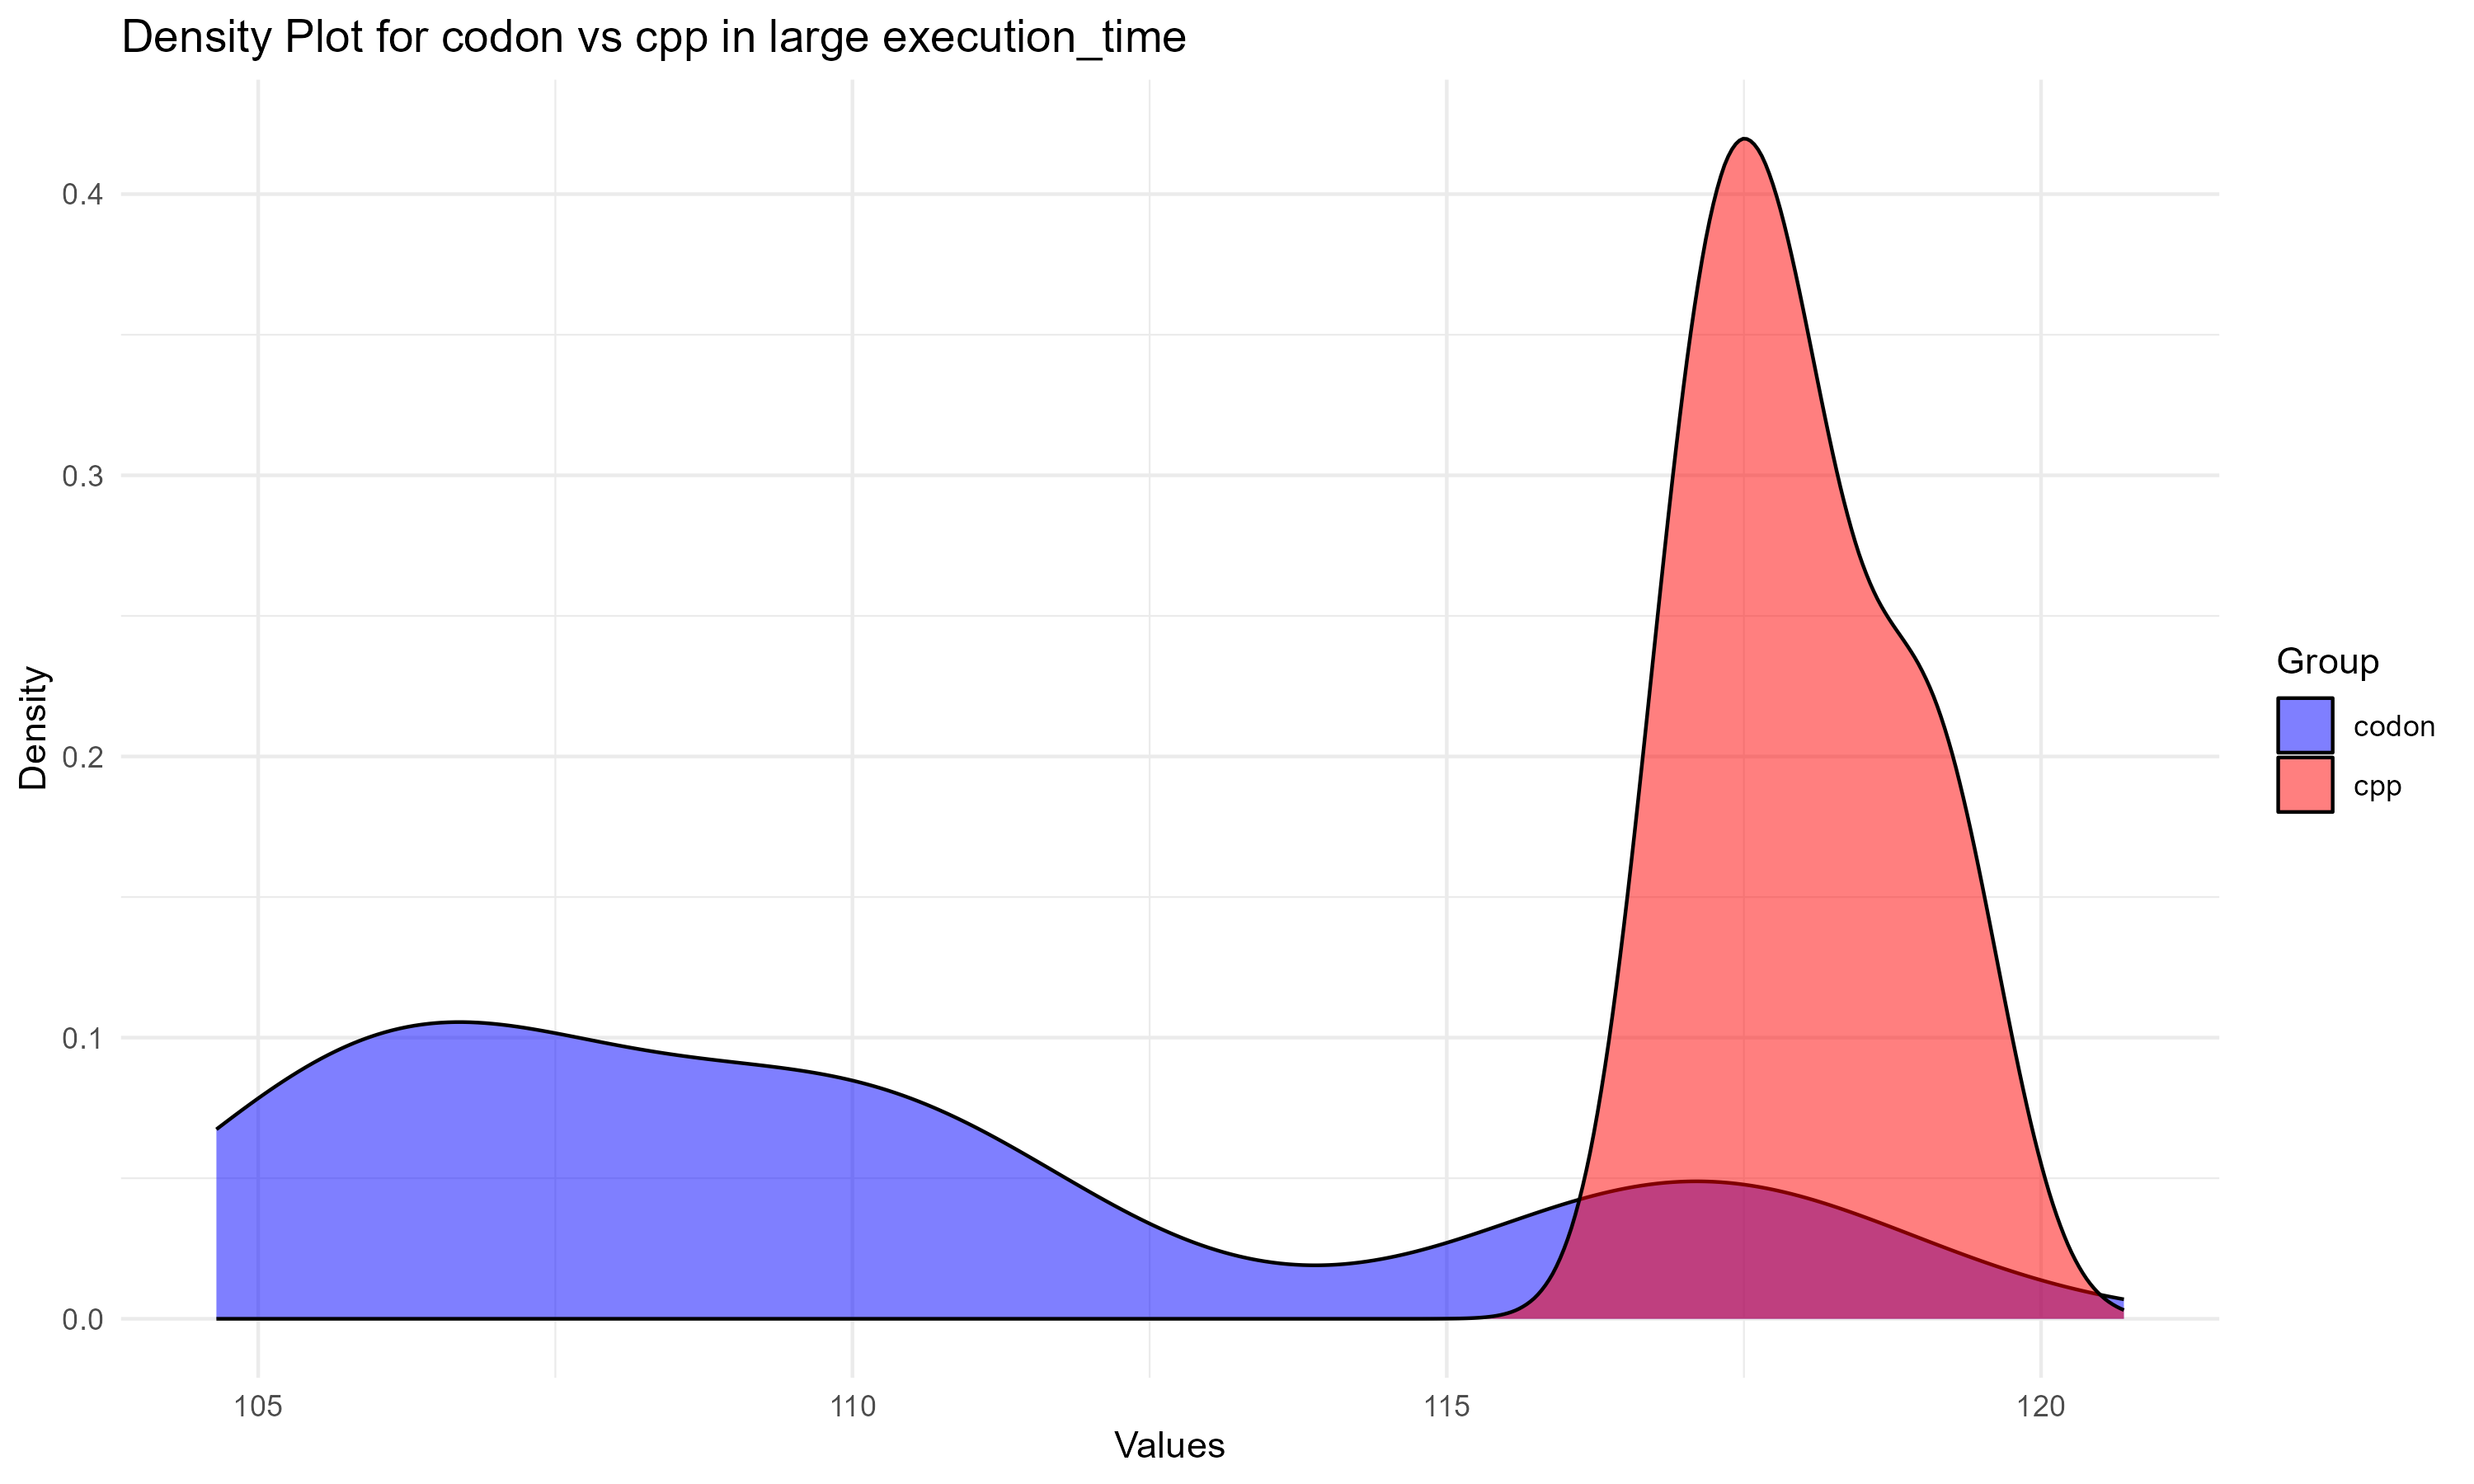 Density Plot for codon vs cpp in large execution_time
Density
0.4
0.3
0.2
0.1
0.0
105
110
115
120
Values
Group
codon
cpp